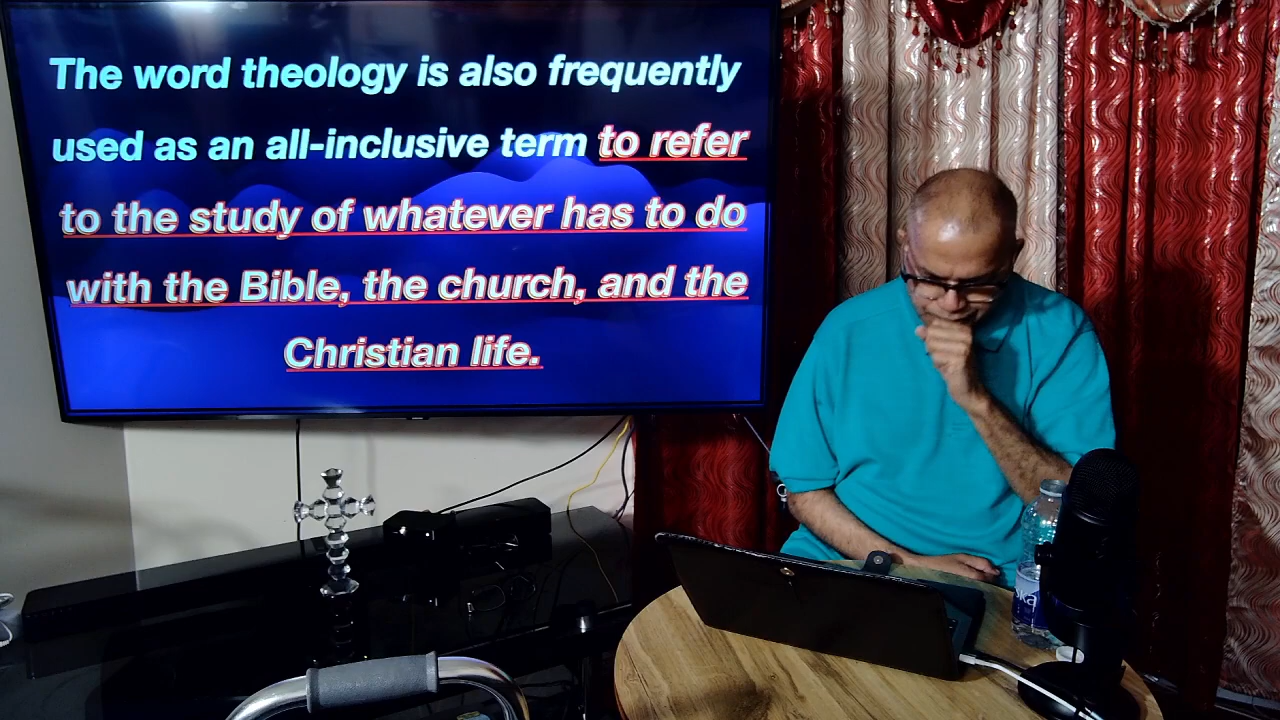 The word theology is also frequently
used as an all-inclusive term to refer
to the study of whatever has to do
with the Bible, the church, and the
Christian life.